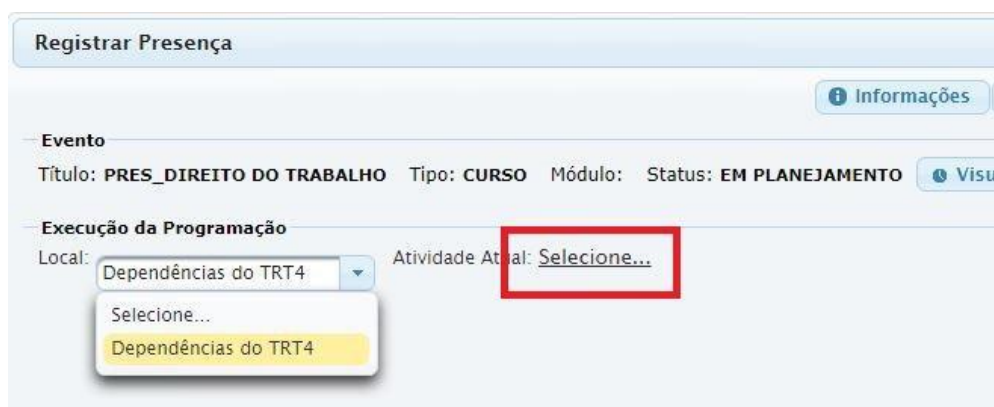 Registrar Presença
Informações
Evento
Título: PRES_DIREITO DO TRABALHO Tipo: CURSO Módulo: Status: EM PLANEJAMENTO
Execução da Programação
Local: Dependências do TRT4 Atividade Atual: Selecione...
Selecione...
Dependências do TRT4